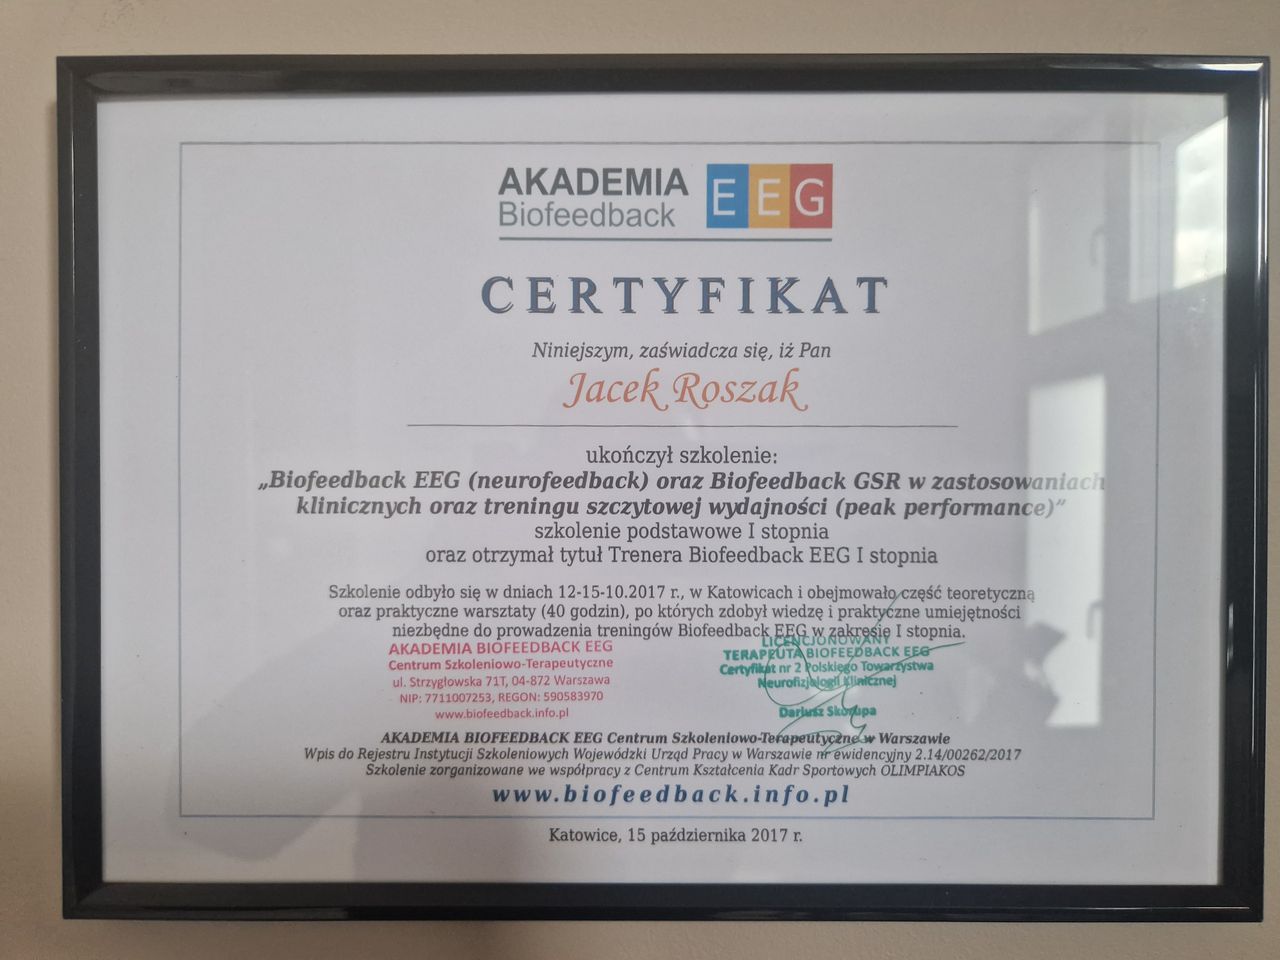 AKADEMIA
Biofeedback
EEG
CERTYFIKAT
Niniejszym, zaświadcza się, iż Pan
Jacek Roszak
ukończył szkolenie:
„Biofeedback EEG (neurofeedback) oraz Biofeedback GSR w zastosowaniach
klinicznych oraz treningu szczytowej wydajności (peak performance)”
szkolenie podstawowe I stopnia
oraz otrzymał tytuł Trenera Biofeedback EEG I stopnia
Szkolenie odbyło się w dniach 12-15-10.2017 r., w Katowicach i obejmowało część teoretyczną
oraz praktyczne warsztaty (40 godzin), po których zdobył wiedzę i praktyczne umiejętności
niezbędne do prowadzenia treningów Biofeedback EEG w zakresie I stopnia.
AKADEMIA BIOFEEDBACK EEG
Centrum Szkoleniowo-Terapeutyczne
ul. Strzygłowska 71T, 04-872 Warszawa
NIP: 7711007253, REGON: 590583970
www.biofeedback.info.pl
LICENCJONOWANY
TERAPEUTA BIOFEEDBACK EEG
Certyfikat nr 2 Polskiego Towarzystwa
Neurofizjologii Klinicznej
Dariusz Skorupa
AKADEMIA BIOFEEDBACK EEG Centrum Szkoleniowo-Terapeutyczne w Warszawie
Wpis do Rejestru Instytucji Szkoleniowych Wojewódzki Urząd Pracy w Warszawie nr ewidencyjny 2.14/00262/2017
Szkolenie zorganizowane we współpracy z Centrum Kształcenia Kadr Sportowych OLIMPIAKOS
www.biofeedback.info.pl
Katowice, 15 października 2017 r.